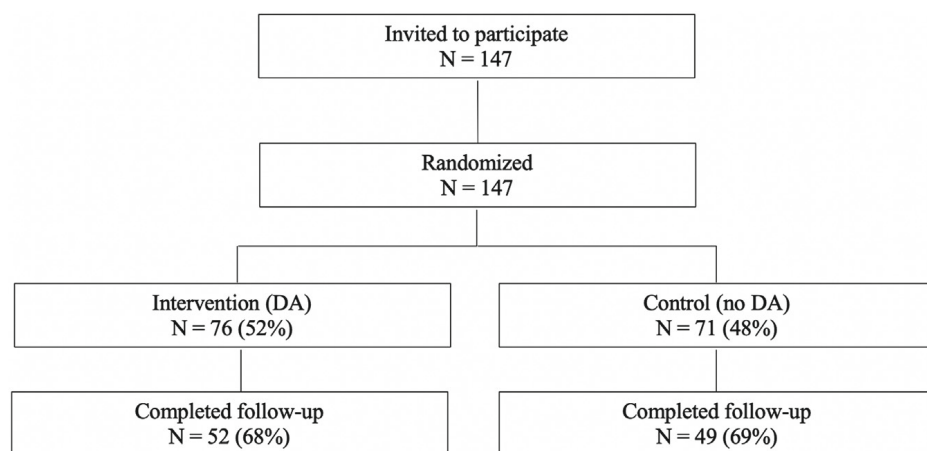 Invited to participate
N = 147
Randomized
N = 147
Intervention (DA)
N = 76 (52%)
Control (no DA)
N = 71 (48%)
Completed follow-up
N = 52 (68%)
Completed follow-up
N = 49 (69%)